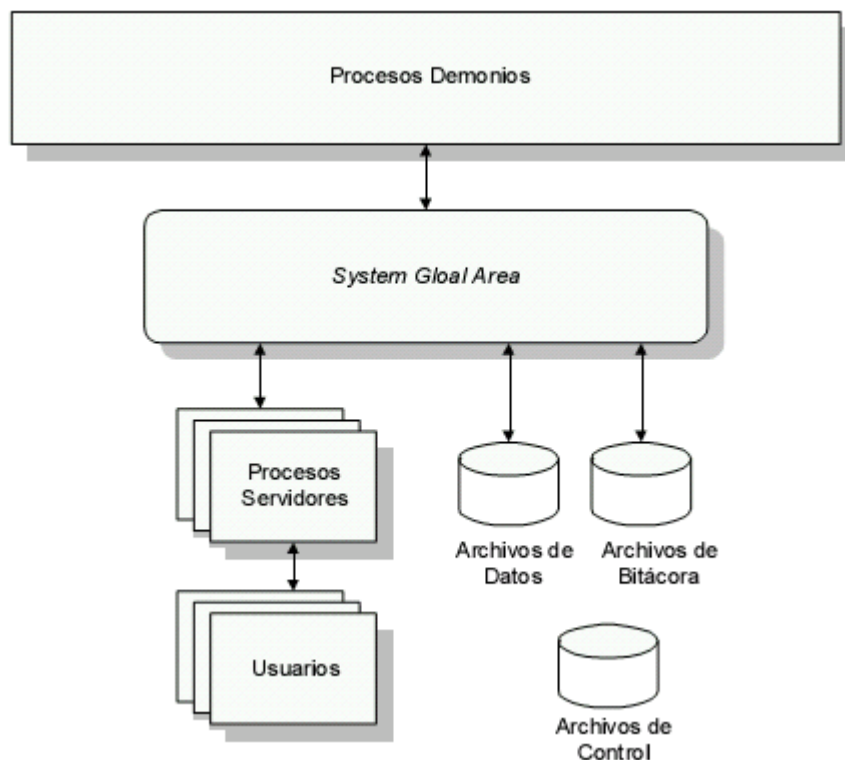 Procesos Demonios
System Gloal Area
Procesos
Servidores
Archivos de
Datos
Archivos de
Bitácora
Usuarios
Archivos de
Control